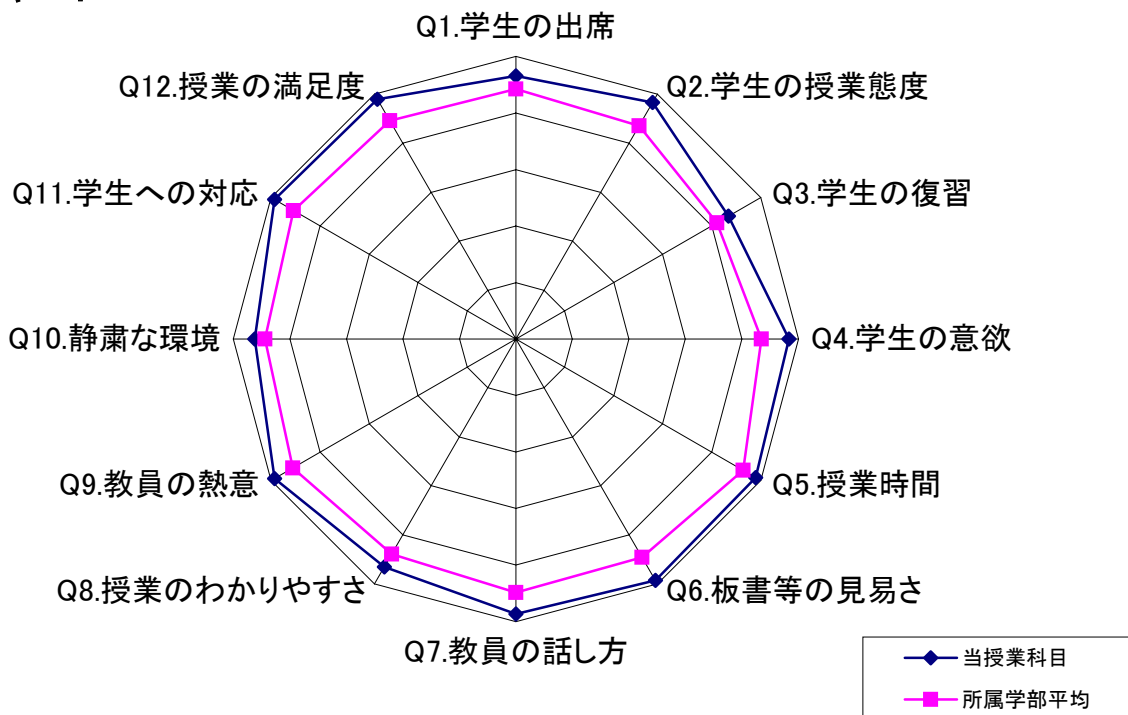 Q1.学生の出席
Q2.学生の授業態度
Q3.学生の復習
Q4.学生の意欲
Q5.授業時間
Q6.板書等の見易さ
Q7.教員の話し方
Q8.授業のわかりやすさ
Q9.教員の熱意
Q10.静粛な環境
Q11.学生への対応
Q12.授業の満足度
当授業科目
所属学部平均